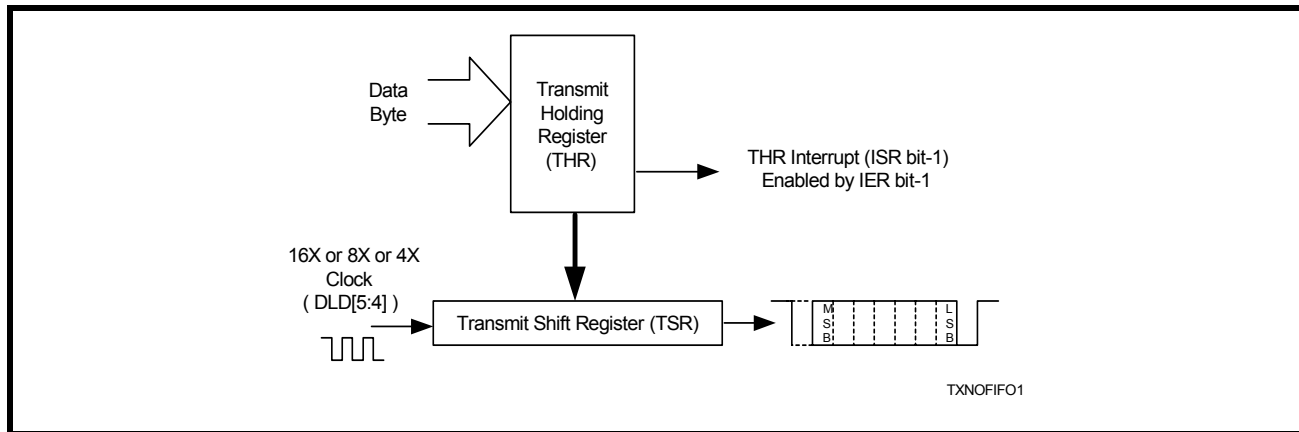 Data
Byte
Transmit
Holding
Register
(THR)
THR Interrupt (ISR bit-1)
Enabled by IER bit-1
16X or 8X or 4X
Clock
( DLD[5:4] )
Transmit Shift Register (TSR)
M
S
B
L
S
B
TXNOFIFO1